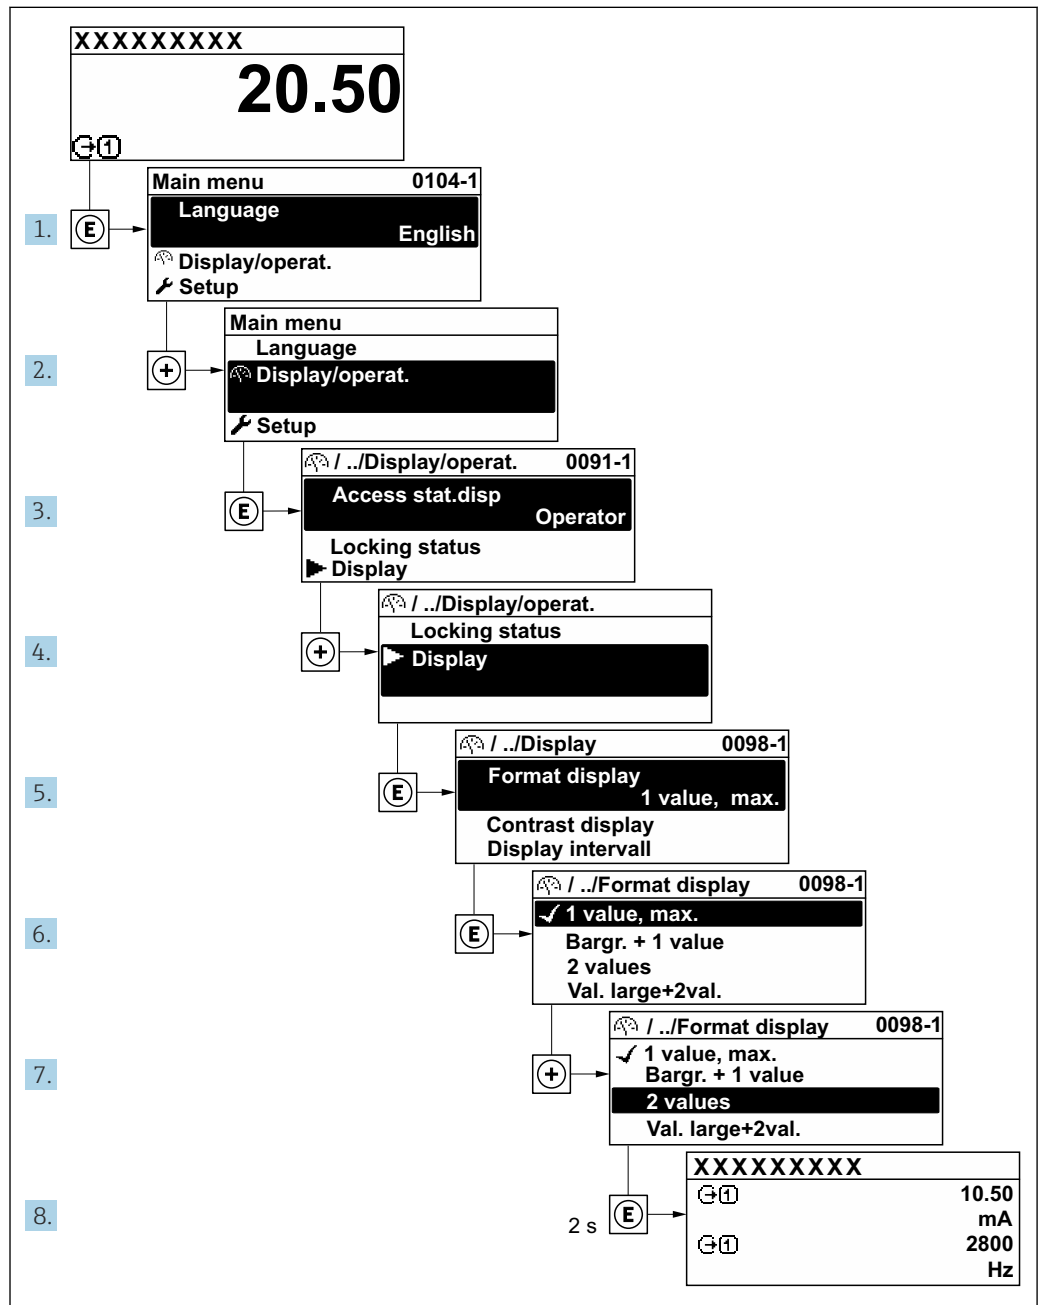 XXXXXXXXX
20.50
1
Main menu 0104-1
Language
1. E English
Display/operat.
Setup
Main menu
Language
2. + Display/operat.
Setup
/ ../Display/operat. 0091-1
Access stat.disp
3. E Operator
Locking status
Display
/ ../Display/operat.
Locking status
4. + Display
/ ../Display 0098-1
Format display
5. E 1 value, max.
Contrast display
Display intervall
/ ../Format display 0098-1
1 value, max.
6. E Bargr. + 1 value
2 values
Val. large+2val.
/ ../Format display 0098-1
1 value, max.
7. + Bargr. + 1 value
2 values
Val. large+2val.
XXXXXXXXX
1 10.50
8. 2 s E mA
1 2800
Hz